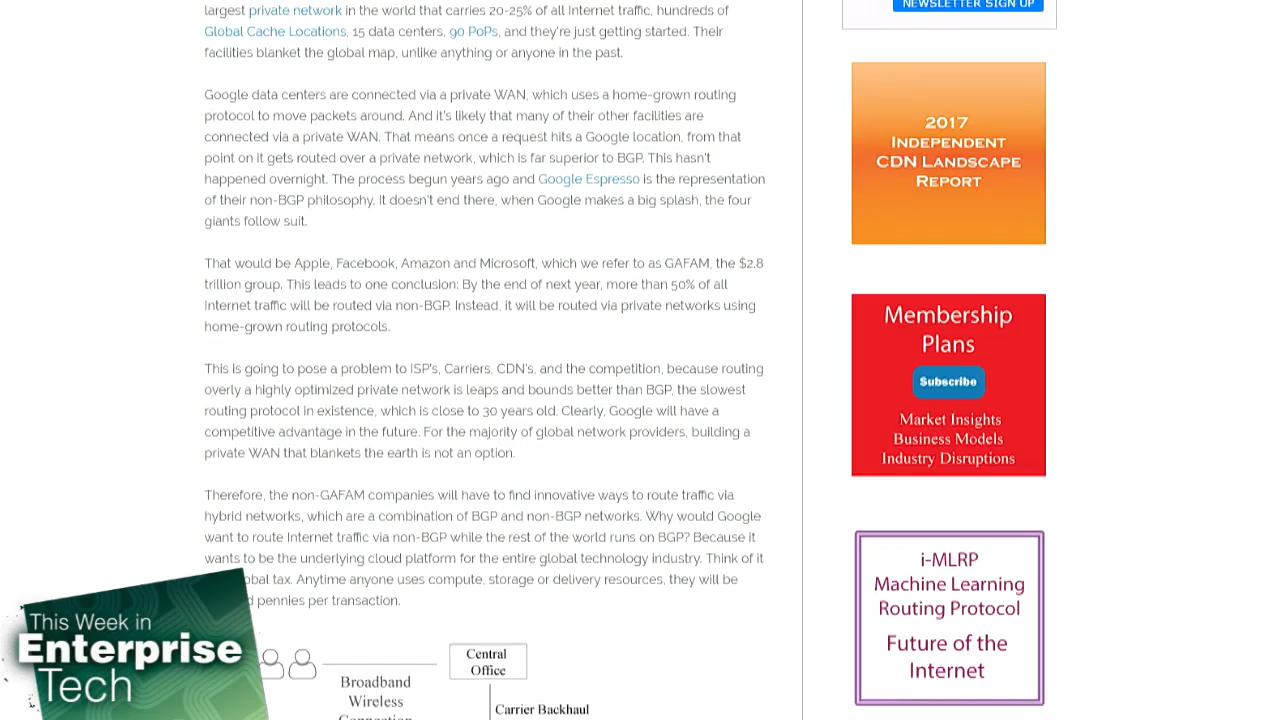 largest private network in the world that carries 20-25% of all Internet traffic, hundreds of
Global Cache Locations, 15 data centers, 90 PoPs, and they're just getting started. Their
facilities blanket the global map, unlike anything or anyone in the past.
Google data centers are connected via a private WAN, which uses a home-grown routing
protocol to move packets around. And it's likely that many of their other facilities are
connected via a private WAN. That means once a request hits a Google location, from that
point on it gets routed over a private network, which is far superior to BGP. This hasn't
happened overnight. The process begun years ago and Google Espresso is the representation
of their non-BGP philosophy. It doesn't end there, when Google makes a big splash, the four
giants follow suit.
That would be Apple, Facebook, Amazon and Microsoft, which we refer to as GAFAM, the $2.8
trillion group. This leads to one conclusion: By the end of next year, more than 50% of all
Internet traffic will be routed via non-BGP. Instead, it will be routed via private networks using
home-grown routing protocols.
This is going to pose a problem to ISP's, Carriers, CDN's, and the competition, because routing
overly a highly optimized private network is leaps and bounds better than BGP, the slowest
routing protocol in existence, which is close to 30 years old. Clearly, Google will have a
competitive advantage in the future. For the majority of global network providers, building a
private WAN that blankets the earth is not an option.
Therefore, the non-GAFAM companies will have to find innovative ways to route traffic via
hybrid networks, which are a combination of BGP and non-BGP networks. Why would Google
want to route Internet traffic via non-BGP while the rest of the world runs on BGP? Because it
wants to be the underlying cloud platform for the entire global technology industry. Think of it
tax. Anytime anyone uses compute, storage or delivery resources, they will be
pennies per transaction.
Central
Office
Broadband
Wireless
Connection
Carrier Backhaul
NEWSLETTER SIGN UP
2017
INDEPENDENT
CDN LANDSCAPE
REPORT
Membership
Plans
Subscribe
Market Insights
Business Models
Industry Disruptions
i-MLRP
Machine Learning
Routing Protocol
Future of the
Internet
This Week in
Enterprise
Tech